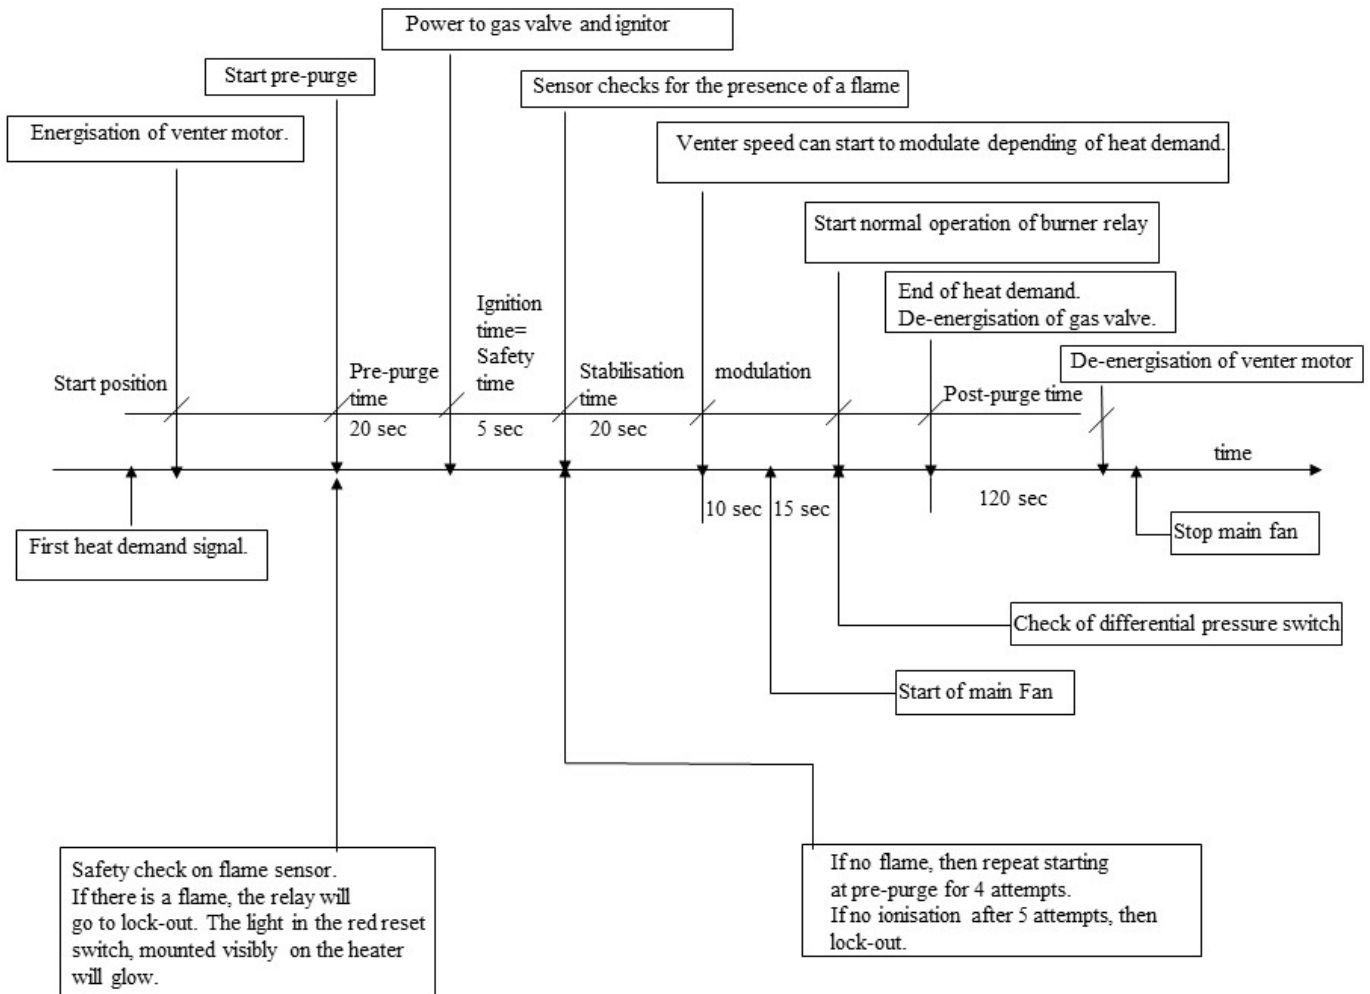 Power to gas valve and ignitor
Start pre-purge
Sensor checks for the presence of a flame
Energisation of venter motor.
Venter speed can start to modulate depending of heat demand.
Start normal operation of burner relay
End of heat demand.
De-energisation of gas valve.
De-energisation of venter motor
Start position
Pre-purge
time
20 sec
Ignition
time=
Safety
time
5 sec
Stabilisation
time
20 sec
modulation
Post-purge time
time
10 sec
15 sec
120 sec
First heat demand signal.
Stop main fan
Check of differential pressure switch
Start of main Fan
Safety check on flame sensor.
If there is a flame, the relay will
go to lock-out. The light in the red reset
switch, mounted visibly on the heater
will glow.
If no flame, then repeat starting
at pre-purge for 4 attempts.
If no ionisation after 5 attempts, then
lock-out.